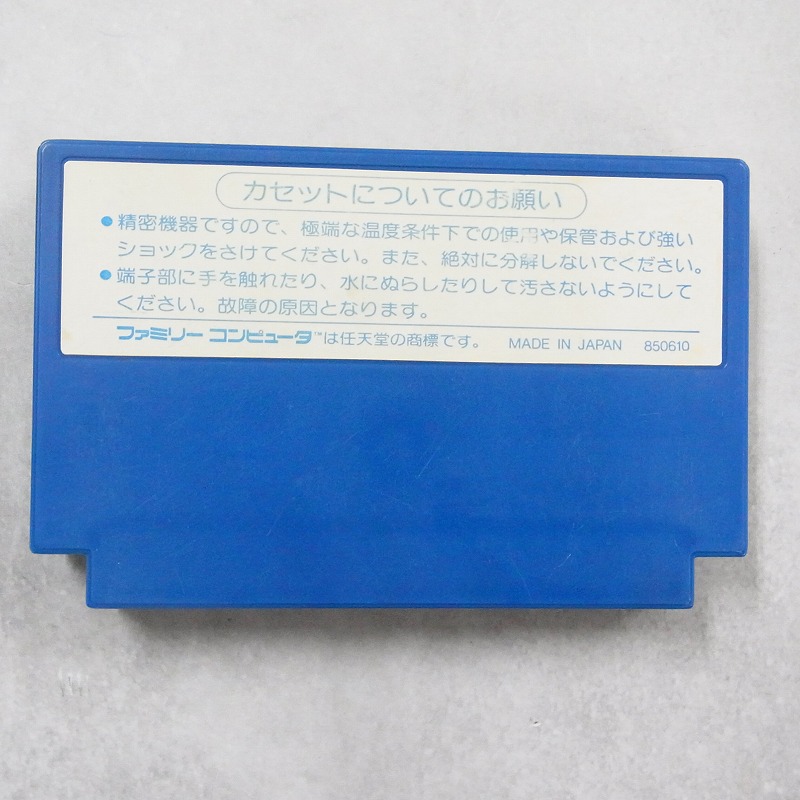 カセットについてのお願い
●精密機器ですので、極端な温度条件下での使用や保管および強い
ショックをさけてください。また、絶対に分解しないでください。
●端子部に手を触れたり、水にぬらしたりして汚さないようにして
ください。故障の原因となります。
ファミリー コンピュータ™は任天堂の商標です。 MADE IN JAPAN 850610